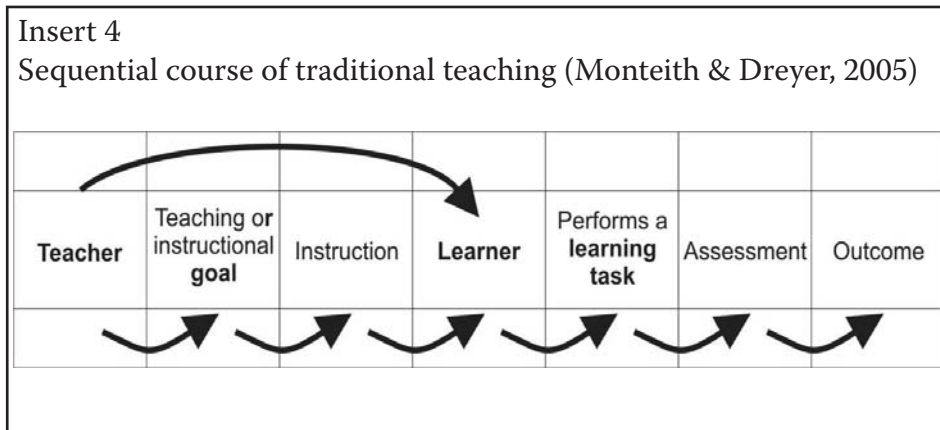 Insert 4
Sequential course of traditional teaching (Monteith & Dreyer, 2005)
Teacher
Teaching or
instructional
goal
Instruction
Learner
Performs a
learning
task
Assessment
Outcome